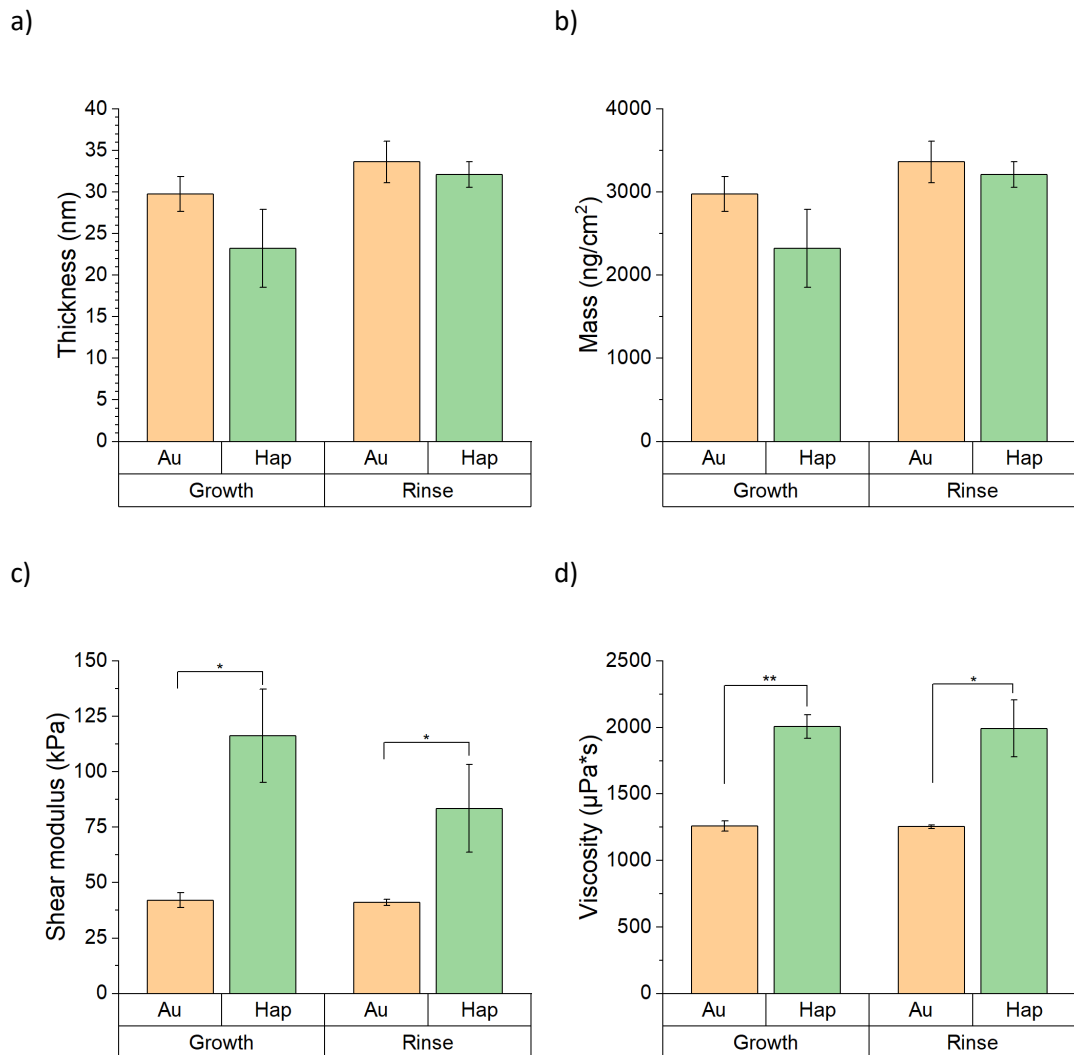 a)
40
35
30
25
20
15
10
5
0
Thickness (nm)
Au Hap Au Hap
Growth Rinse
b)
4000
3000
2000
1000
0
Mass (ng/cm²)
Au Hap Au Hap
Growth Rinse
c)
150
125
100
75
50
25
0
Shear modulus (kPa)
*
*
Au Hap Au Hap
Growth Rinse
d)
2500
2000
1500
1000
500
0
Viscosity (µPa*s)
**
*
Au Hap Au Hap
Growth Rinse